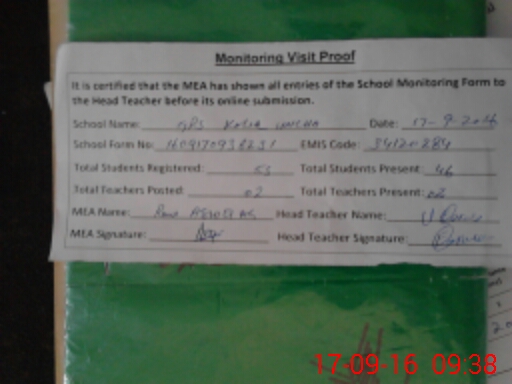 Monitoring Visit Proof
It is certified that the MEA has shown all entries of the School Monitoring Form to
the Head Teacher before its online submission.
School Name: GPS Date: 17-9-2016
School Form No: EMIS Code: 34120284
Total Students Registered: 53 Total Students Present: 46
Total Teachers Posted: 02 Total Teachers Present: 02
MEA Name: Head Teacher Name:
MEA Signature: Head Teacher Signature:
17-09-16 09:38